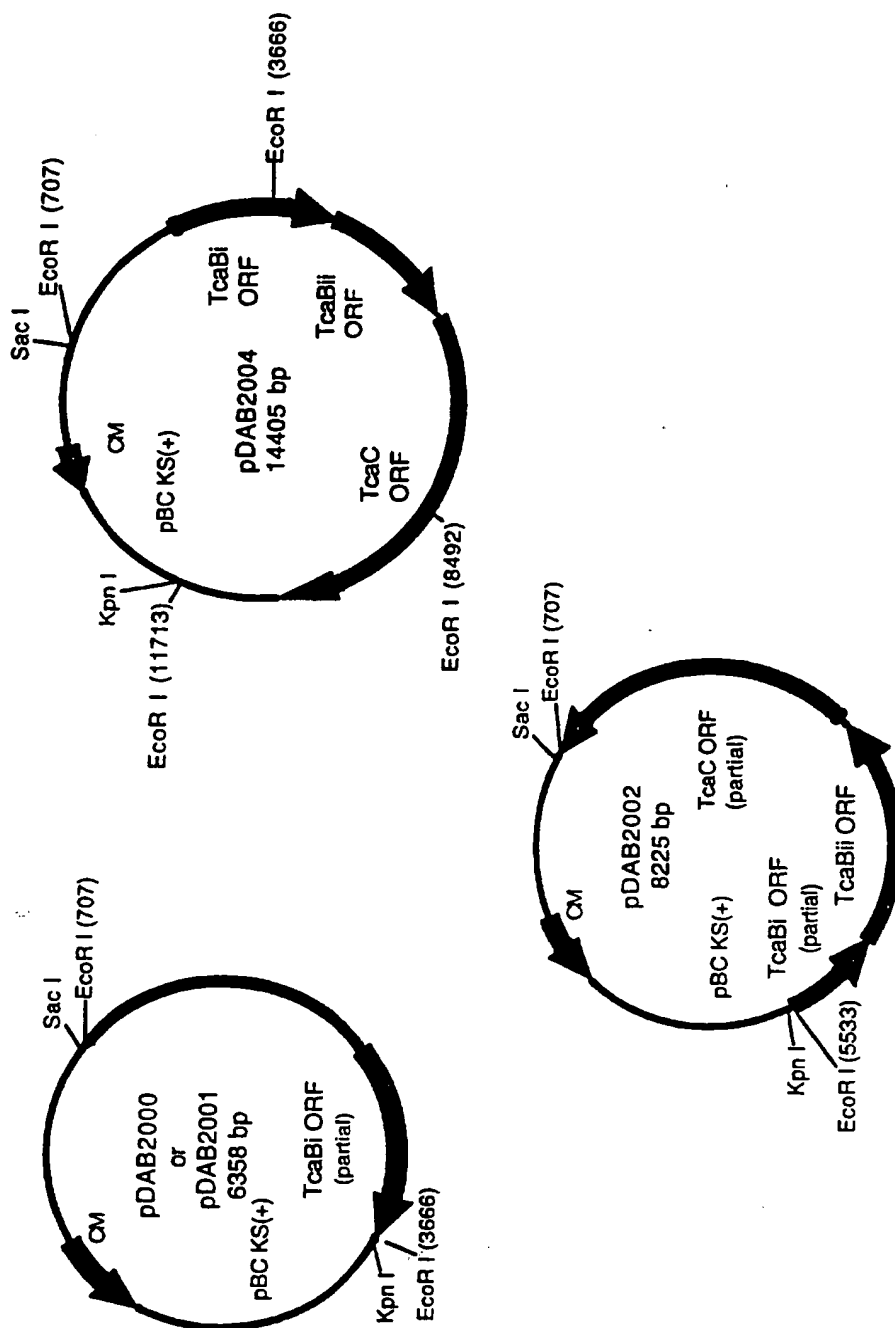 Sac I
EcoR I (707)
CM
pDAB2000
or
pDAB2001
6358 bp
pBC KS(+)
TcaBi ORF
(partial)
Kpn I
EcoR I (3666)
Sac I
EcoR I (707)
EcoR I (3666)
CM
pBC KS(+)
TcaBi
ORF
TcaBii
ORF
pDAB2004
14405 bp
TcaC
ORF
Kpn I
EcoR I (11713)
EcoR I (8492)
Sac I
EcoR I (707)
CM
pDAB2002
8225 bp
TcaC ORF
(partial)
pBC KS(+)
TcaBi ORF
(partial)
TcaBii ORF
Kpn I
EcoR I (5533)